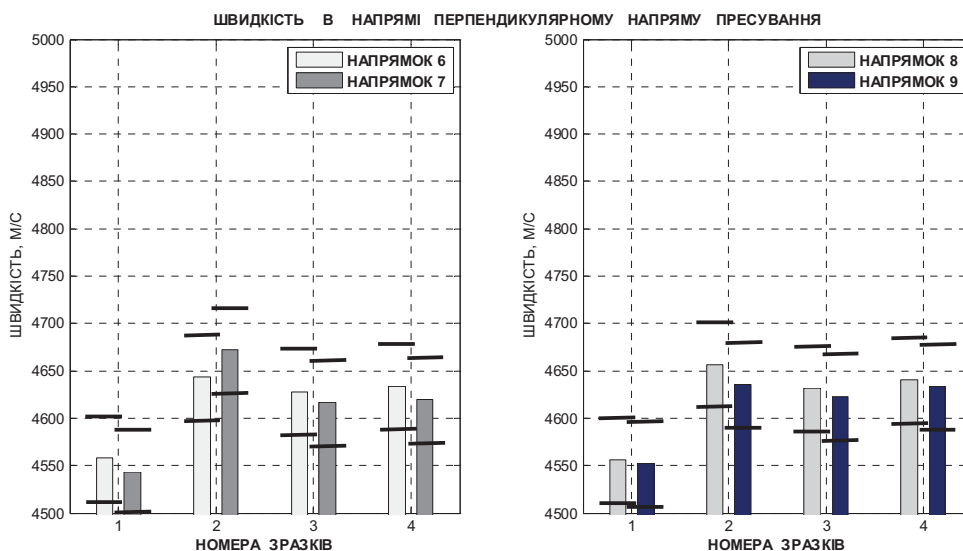 ШВИДКІСТЬ В НАПРЯМІ ПЕРПЕНДИКУЛЯРНОМУ НАПРЯМУ ПРЕСУВАННЯ
5000
4950
4900
4850
4800
4750
4700
4650
4600
4550
4500
ШВИДКІСТЬ, М/С
НАПРЯМОК 6
НАПРЯМОК 7
1 2 3 4
НОМЕРА ЗРАЗКІВ
5000
4950
4900
4850
4800
4750
4700
4650
4600
4550
4500
ШВИДКІСТЬ, М/С
НАПРЯМОК 8
НАПРЯМОК 9
1 2 3 4
НОМЕРА ЗРАЗКІВ